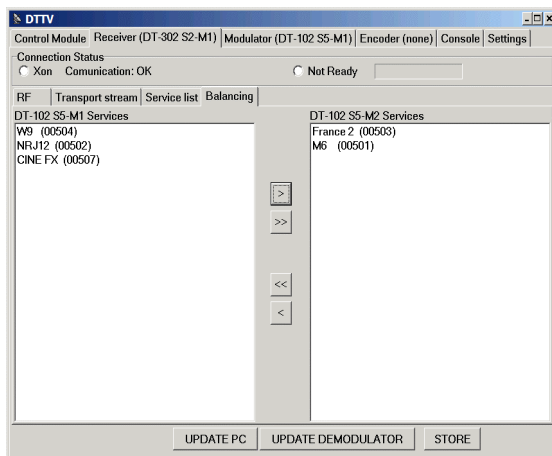 DTTV
Control Module Receiver (DT-302 S2-M1) Modulator (DT-102 S5-M1) Encoder (none) Console Settings
Connection Status
Xon Comunication: OK Not Ready
RF Transport stream Service list Balancing
DT-102 S5-M1 Services DT-102 S5-M2 Services
W9 (00504) France 2 (00503)
NRJ12 (00502) M6 (00501)
CINE FX (00507)
>
>>
<<
<
UPDATE PC UPDATE DEMODULATOR STORE